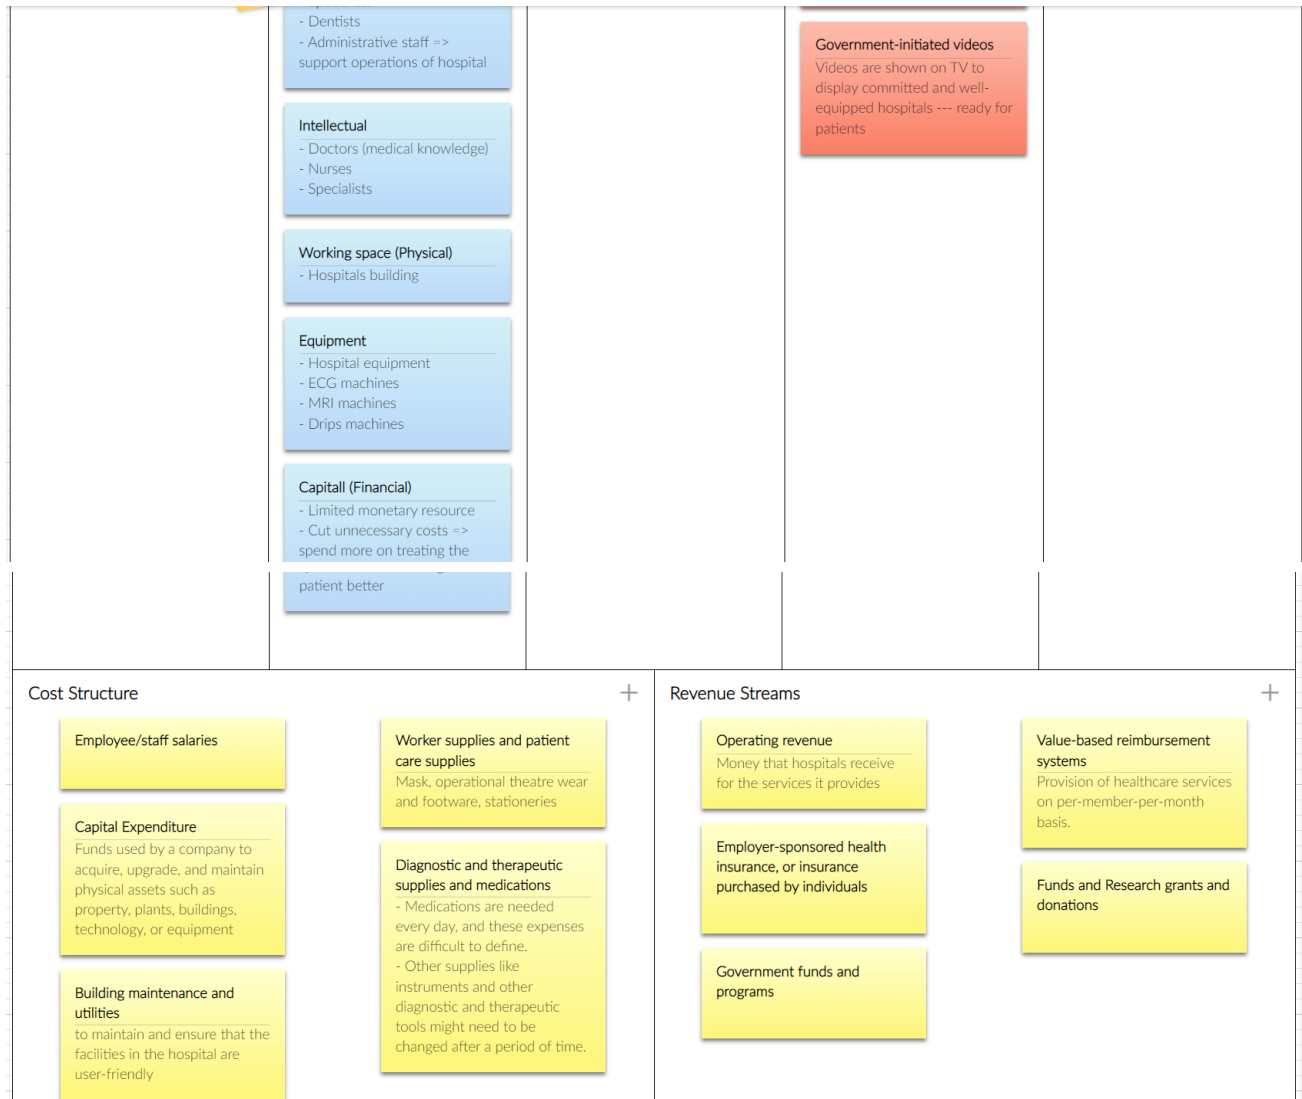 - Dentists
- Administrative staff =>
support operations of hospital
Intellectual
- Doctors (medical knowledge)
- Nurses
- Specialists
Working space (Physical)
- Hospitals building
Equipment
- Hospital equipment
- ECG machines
- MRI machines
- Drips machines
Capitall (Financial)
- Limited monetary resource
- Cut unnecessary costs =>
spend more on treating the
patient better
Government-initiated videos
Videos are shown on TV to
display committed and well-
equipped hospitals --- ready for
patients
Cost Structure
Employee/staff salaries
Capital Expenditure
Funds used by a company to
acquire, upgrade, and maintain
physical assets such as
property, plants, buildings,
technology, or equipment
Building maintenance and
utilities
to maintain and ensure that the
facilities in the hospital are
user-friendly
Worker supplies and patient
care supplies
Mask, operational theatre wear
and footware, stationeries
Diagnostic and therapeutic
supplies and medications
- Medications are needed
every day, and these expenses
are difficult to define.
- Other supplies like
instruments and other
diagnostic and therapeutic
tools might need to be
changed after a period of time.
Revenue Streams
Operating revenue
Money that hospitals receive
for the services it provides
Employer-sponsored health
insurance, or insurance
purchased by individuals
Government funds and
programs
Value-based reimbursement
systems
Provision of healthcare services
on per-member-per-month
basis.
Funds and Research grants and
donations